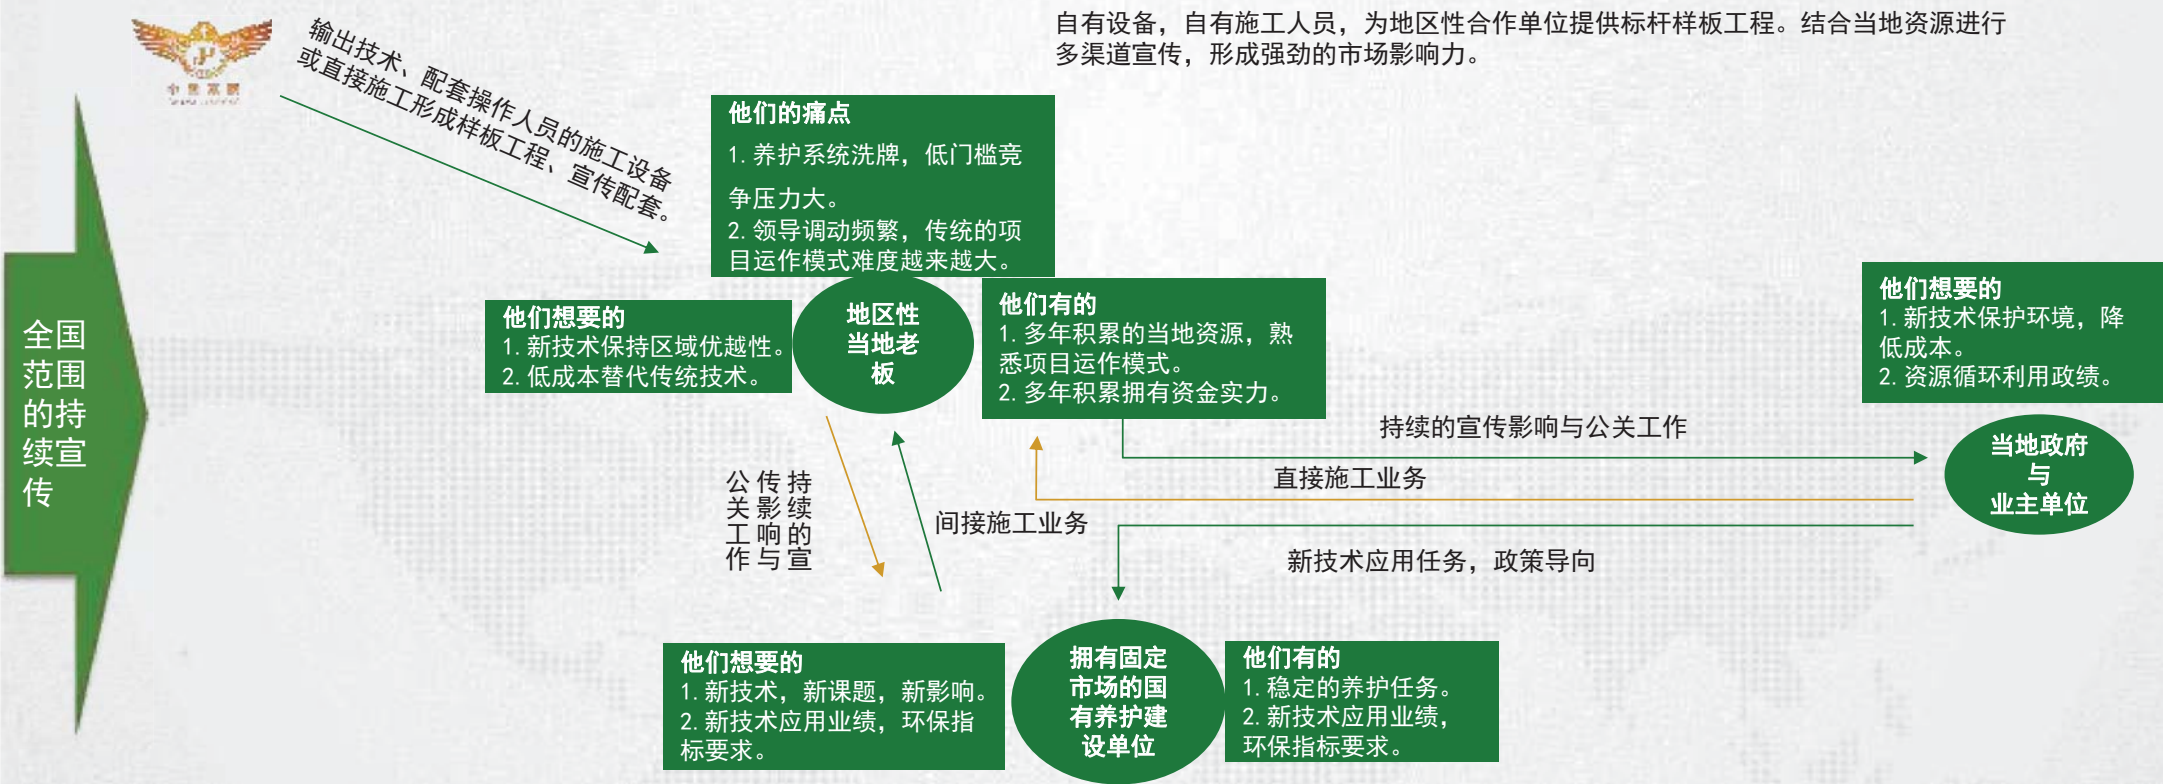 自有设备，自有施工人员，为地区性合作单位提供标杆样板工程。结合当地资源进行
多渠道宣传，形成强劲的市场影响力。
输出技术、配套操作人员的施工设备
或直接施工形成样板工程、宣传配套。
他们的痛点
1.养护系统洗牌，低门槛竞
争压力大。
2.领导调动频繁，传统的项
目运作模式难度越来越大。
全国
范围
的持
续宣
传
他们想要的
1.新技术保持区域优越性。
2.低成本替代传统技术。
地区性
当地老
板
他们有的
1.多年积累的当地资源，熟
悉项目运作模式。
2.多年积累拥有资金实力。
他们想要的
1.新技术保护环境，降
低成本。
2.资源循环利用政绩。
持续的宣传影响与公关工作
直接施工业务
当地政府
与
业主单位
持续的宣
传影响与
公关工作
间接施工业务
新技术应用任务，政策导向
他们想要的
1.新技术，新课题，新影响。
2.新技术应用业绩，环保指
标要求。
拥有固定
市场的国
有养护建
设单位
他们有的
1.稳定的养护任务。
2.新技术应用业绩，
环保指标要求。